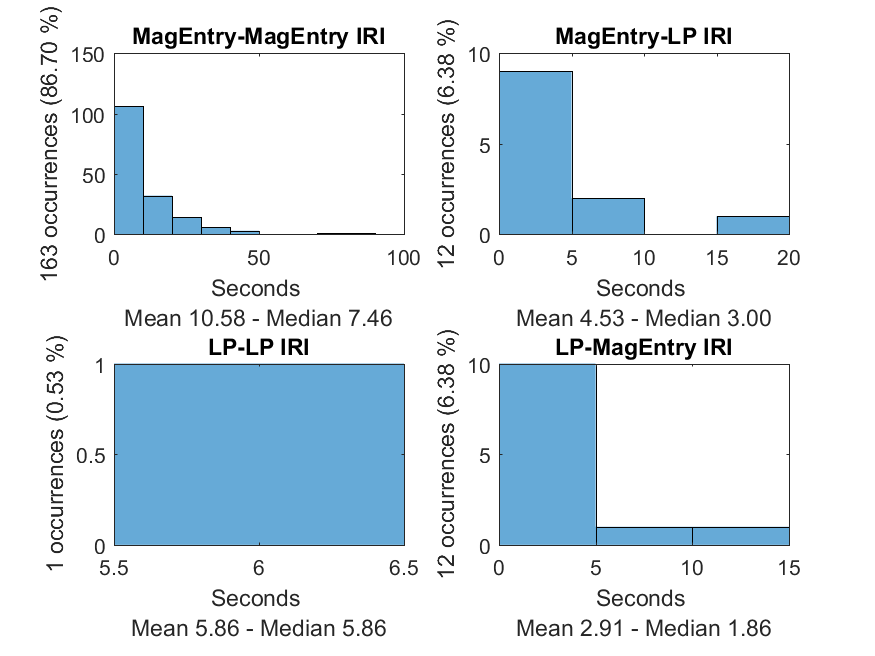 MagEntry-MagEntry IRI
163 occurrences (86.70 %)
150
100
50
0
0 50 100
Seconds
Mean 10.58 - Median 7.46
MagEntry-LP IRI
12 occurrences (6.38 %)
10
5
0
0 5 10 15 20
Seconds
Mean 4.53 - Median 3.00
LP-LP IRI
1 occurrences (0.53 %)
1
0.5
0
5.5 6 6.5
Seconds
Mean 5.86 - Median 5.86
LP-MagEntry IRI
12 occurrences (6.38 %)
10
5
0
0 5 10 15
Seconds
Mean 2.91 - Median 1.86